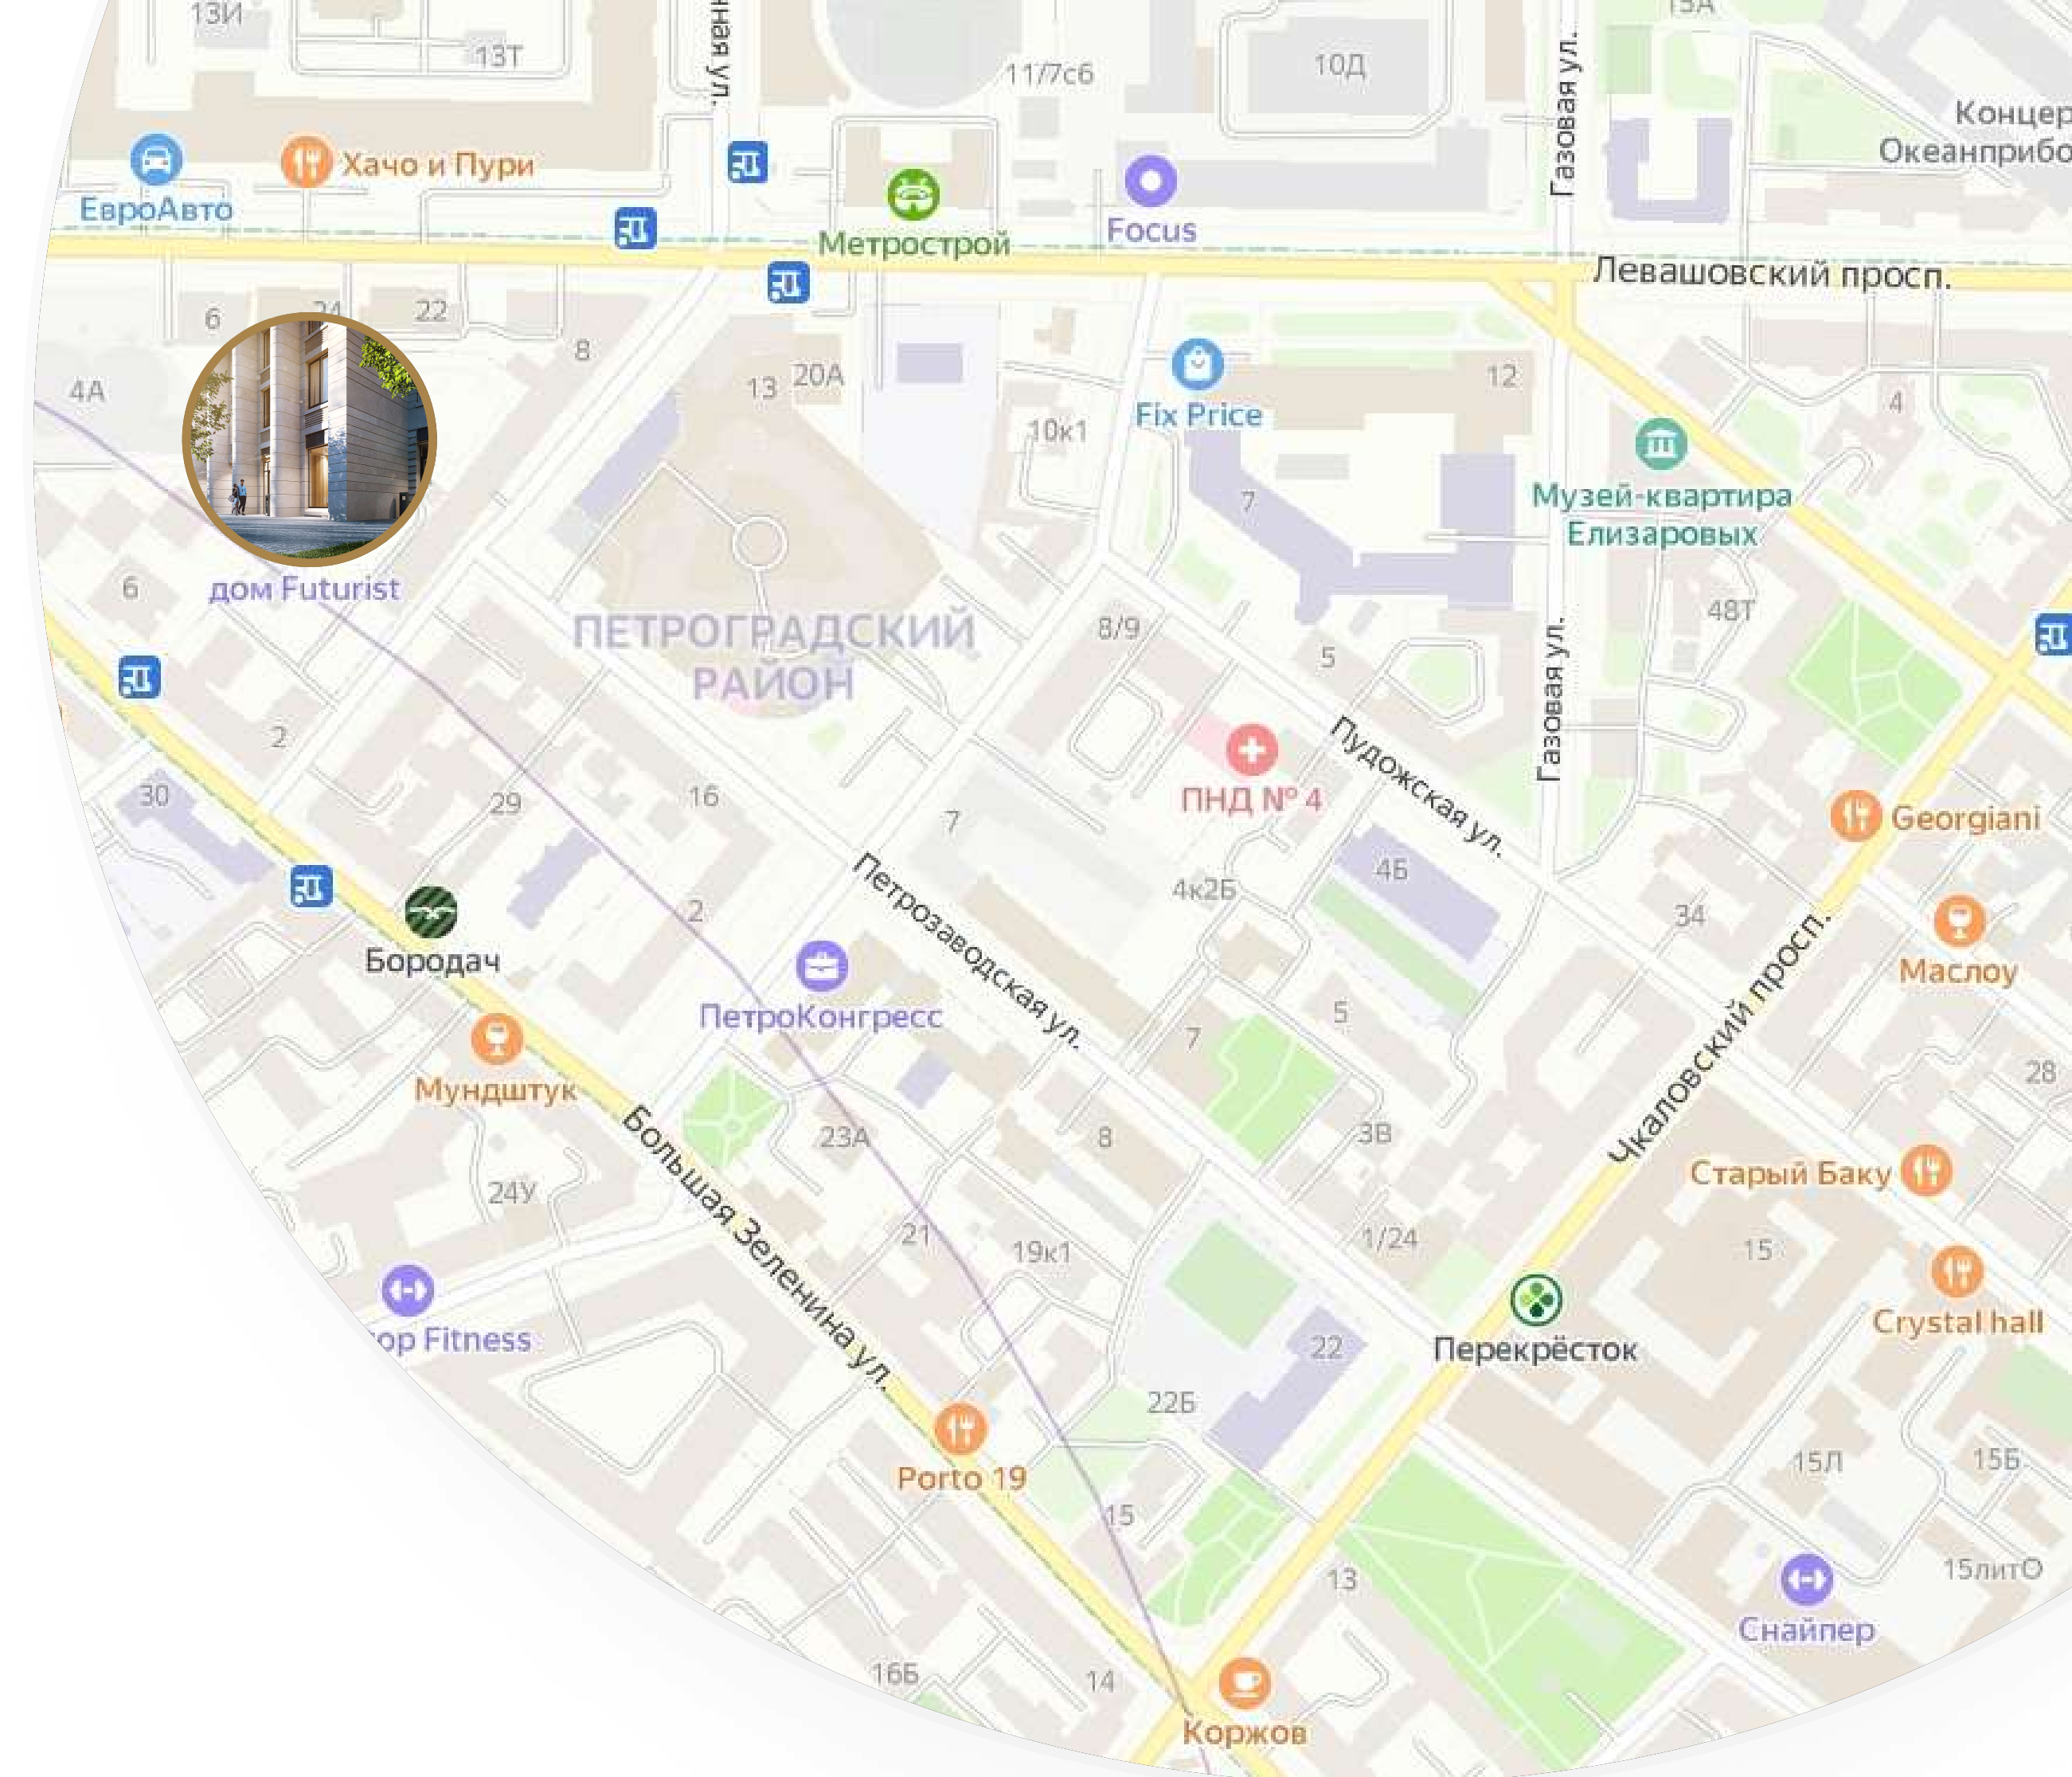 13И
13Т
нная ул.
11/7с6
10Д
Газовая ул.
15А
Концер
Океанприбо
ЕвроАвто
Хачо и Пури
Метрострой
Focus
Левашовский просп.
6
24
22
8
4А
13
20А
10к1
Fix Price
12
7
4
Музей-квартира
Елизаровых
6
дом Futurist
ПЕТРОГРАДСКИЙ
РАЙОН
8/9
5
48Т
Газовая ул.
2
30
29
16
7
ПНД № 4
Пудожская ул.
Georgiani
4к2Б
4Б
34
2
Бородач
Петрозаводская ул.
Чкаловский просп.
Маслоу
ПетроКонгресс
7
5
28
Мундштук
23А
8
3В
Старый Баку
24У
Большая Зеленина ул.
21
19к1
1/24
15
ор Fitness
22
Перекрёсток
Crystal hall
22Б
Porto 19
15
15Л
15Б
13
15литО
Снайпер
16Б
14
Коржов